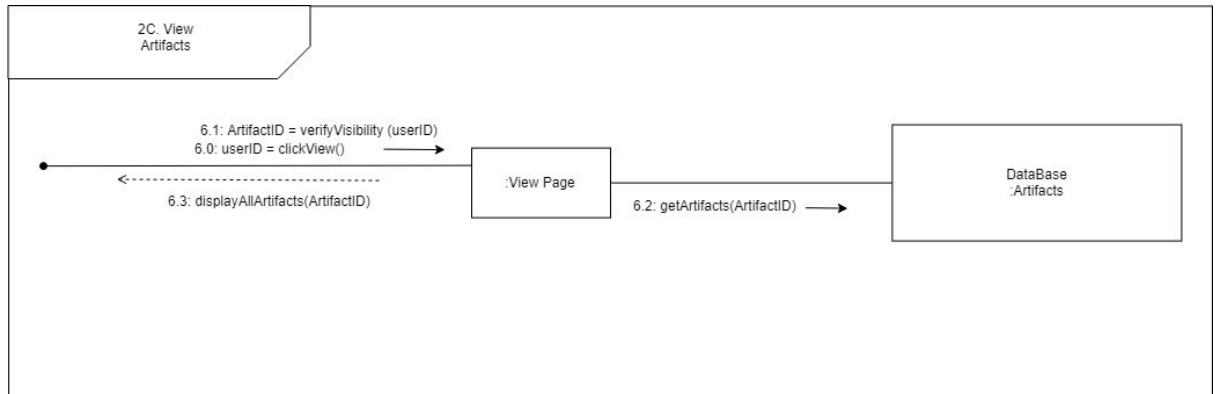 2C. View
Artifacts
6.1: ArtifactID = verifyVisibility (userID)
6.0: userID = clickView()
6.3: displayAllArtifacts(ArtifactID)
:View Page
6.2: getArtifacts(ArtifactID)
DataBase
:Artifacts